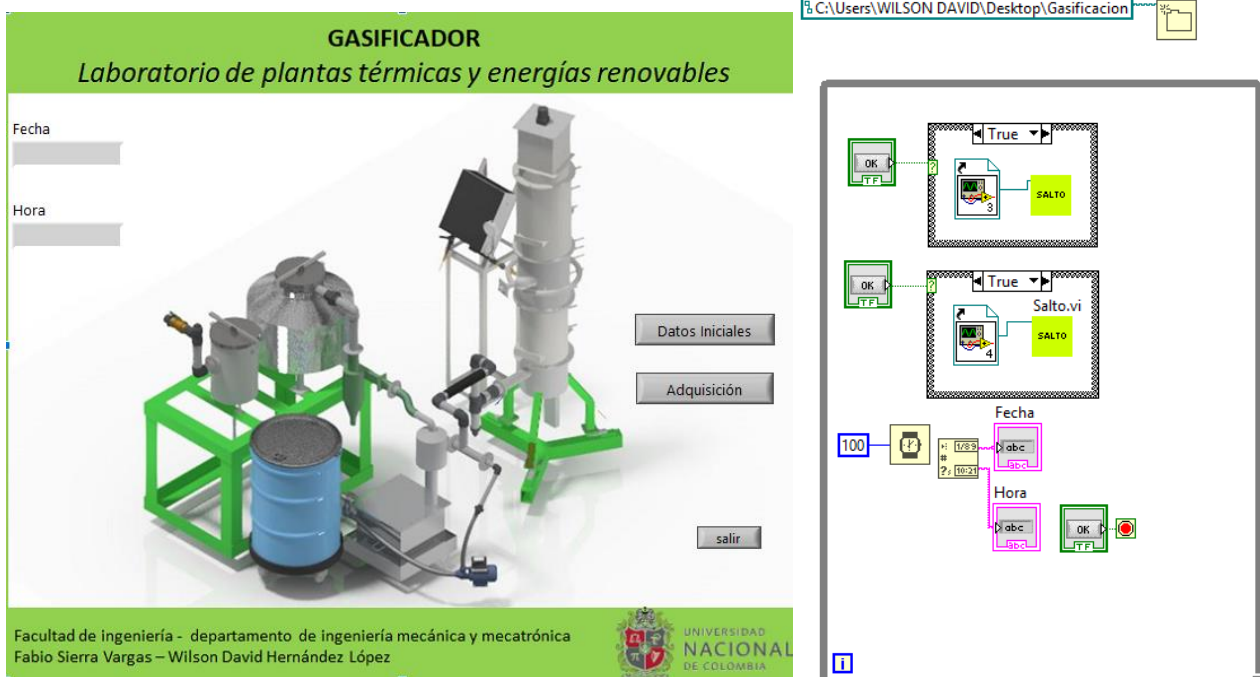 GASIFICADOR
Laboratorio de plantas térmicas y energías renovables
Fecha
Hora
Datos Iniciales
Adquisición
salir
Facultad de ingeniería - departamento de ingeniería mecánica y mecatrónica
Fabio Sierra Vargas – Wilson David Hernández López
UNIVERSIDAD
NACIONAL
DE COLOMBIA
C:\Users\WILSON DAVID\Desktop\Gasificacion
True
OK
TF
?
3
SALTO
True
OK
TF
?
Salto.vi
4
SALTO
Fecha
100
#
?
1/89
10:21
abc
abc
Hora
abc
abc
OK
TF
i